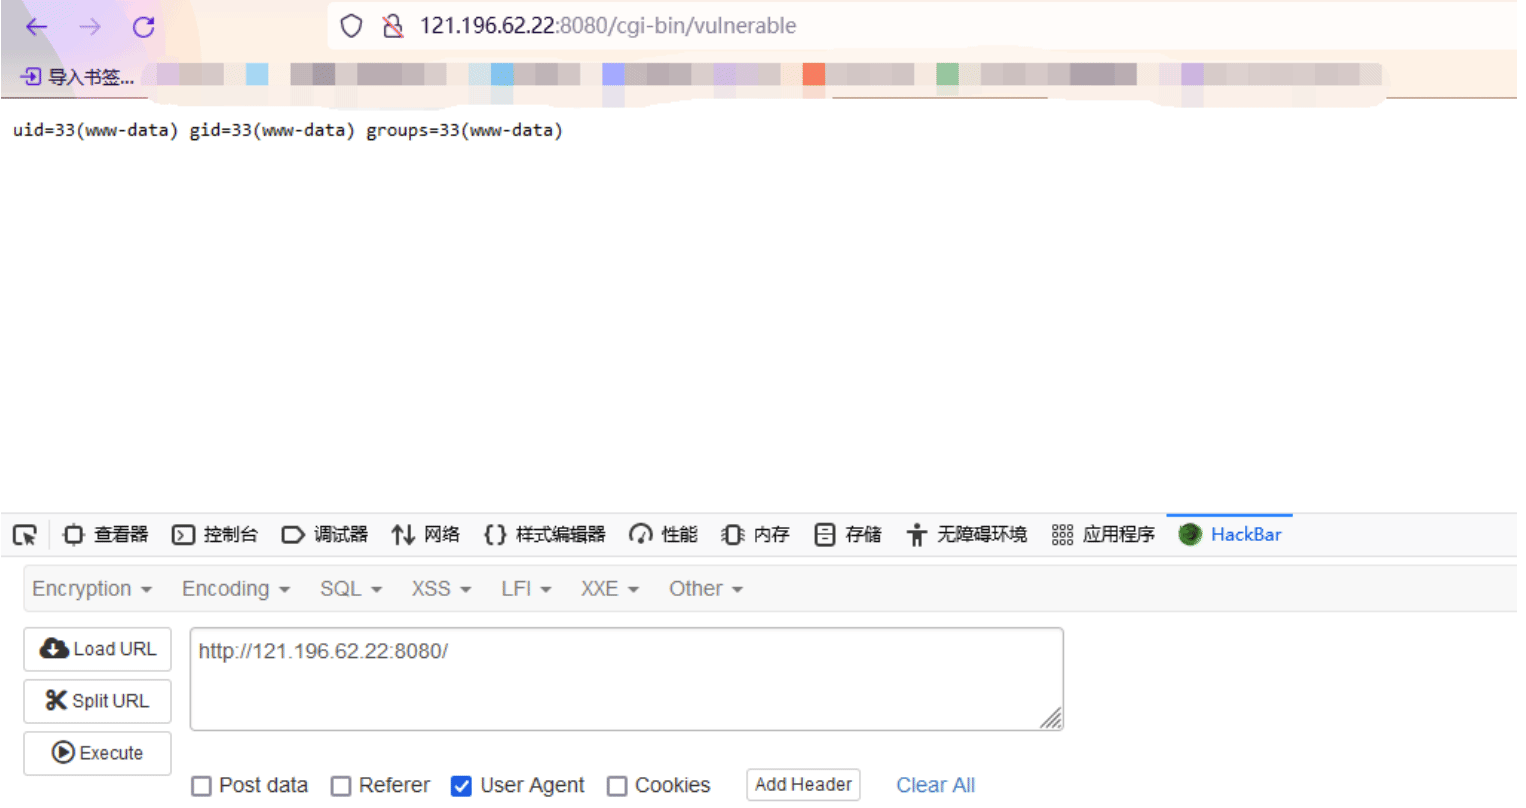 121.196.62.22:8080/cgi-bin/vulnerable
导入书签...
uid=33(www-data) gid=33(www-data) groups=33(www-data)
查看器 控制台 调试器 网络 {} 样式编辑器 性能 内存 存储 无障碍环境 应用程序 HackBar
Encryption Encoding SQL XSS LFI XXE Other
Load URL http://121.196.62.22:8080/
Split URL
Execute
Post data Referer User Agent Cookies Add Header Clear All